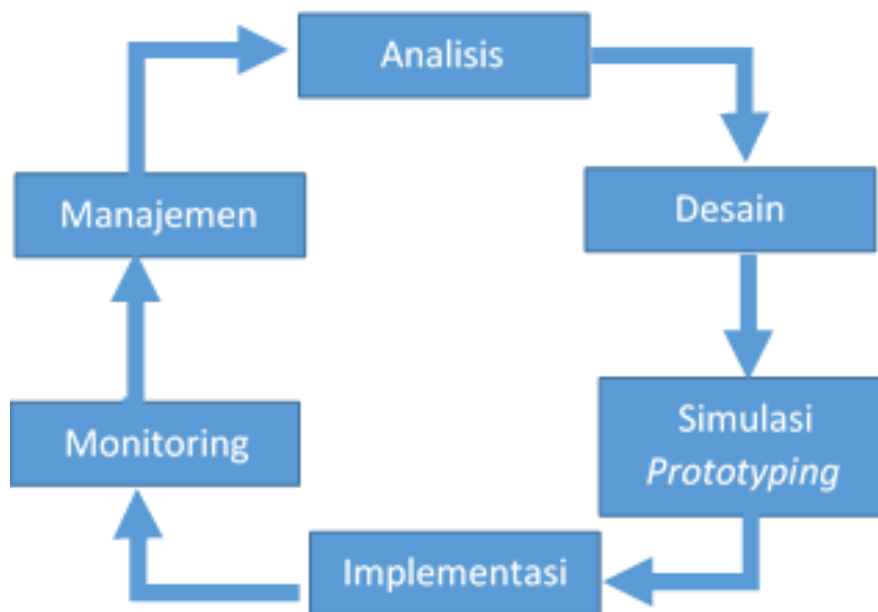 Analisis
Desain
Simulasi
Prototyping
Implementasi
Monitoring
Manajemen